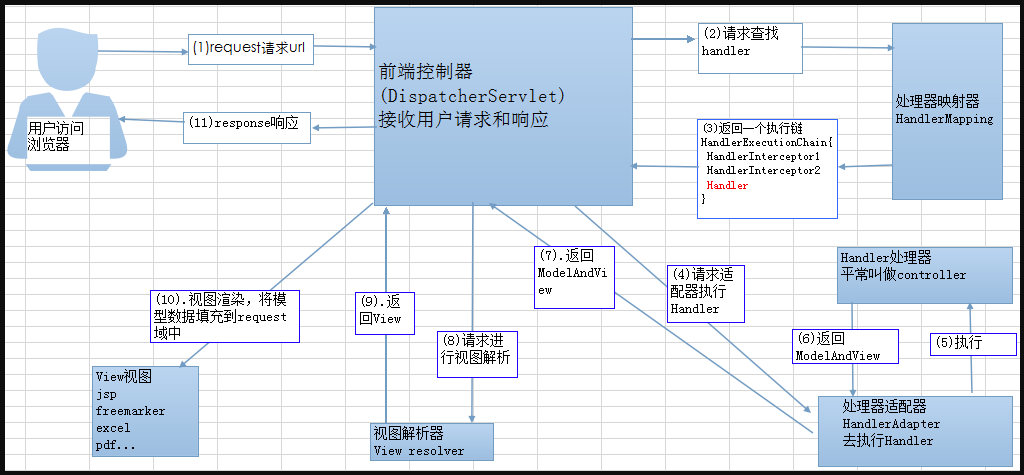 (1)request请求url
前端控制器
(DispatcherServlet)
接收用户请求和响应
(2)请求查找
handler
处理器映射器
HandlerMapping
用户访问
浏览器
(11)response响应
(3)返回一个执行链
HandlerExecutionChain{
HandlerInterceptor1
HandlerInterceptor2
Handler
}
(7).返回
ModelAndVi
ew
(4)请求适
配器执行
Handler
Handler处理器
平常叫做controller
(10).视图渲染，将模
型数据填充到request
域中
(9).返
回View
(8)请求进
行视图解析
(6)返回
ModelAndView
(5)执行
View视图
jsp
freemarker
excel
pdf...
视图解析器
View resolver
处理器适配器
HandlerAdapter
去执行Handler